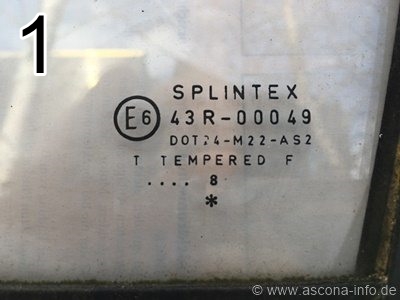 1
SPLINTEX
E6 43R-00049
DOT24-M22-AS2
T TEMPERED F
.... 8
*
© www.ascona-info.de